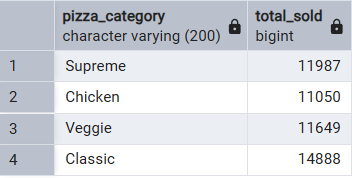 pizza_category total_sold
character varying (200) bigint
1 Supreme 11987
2 Chicken 11050
3 Veggie 11649
4 Classic 14888